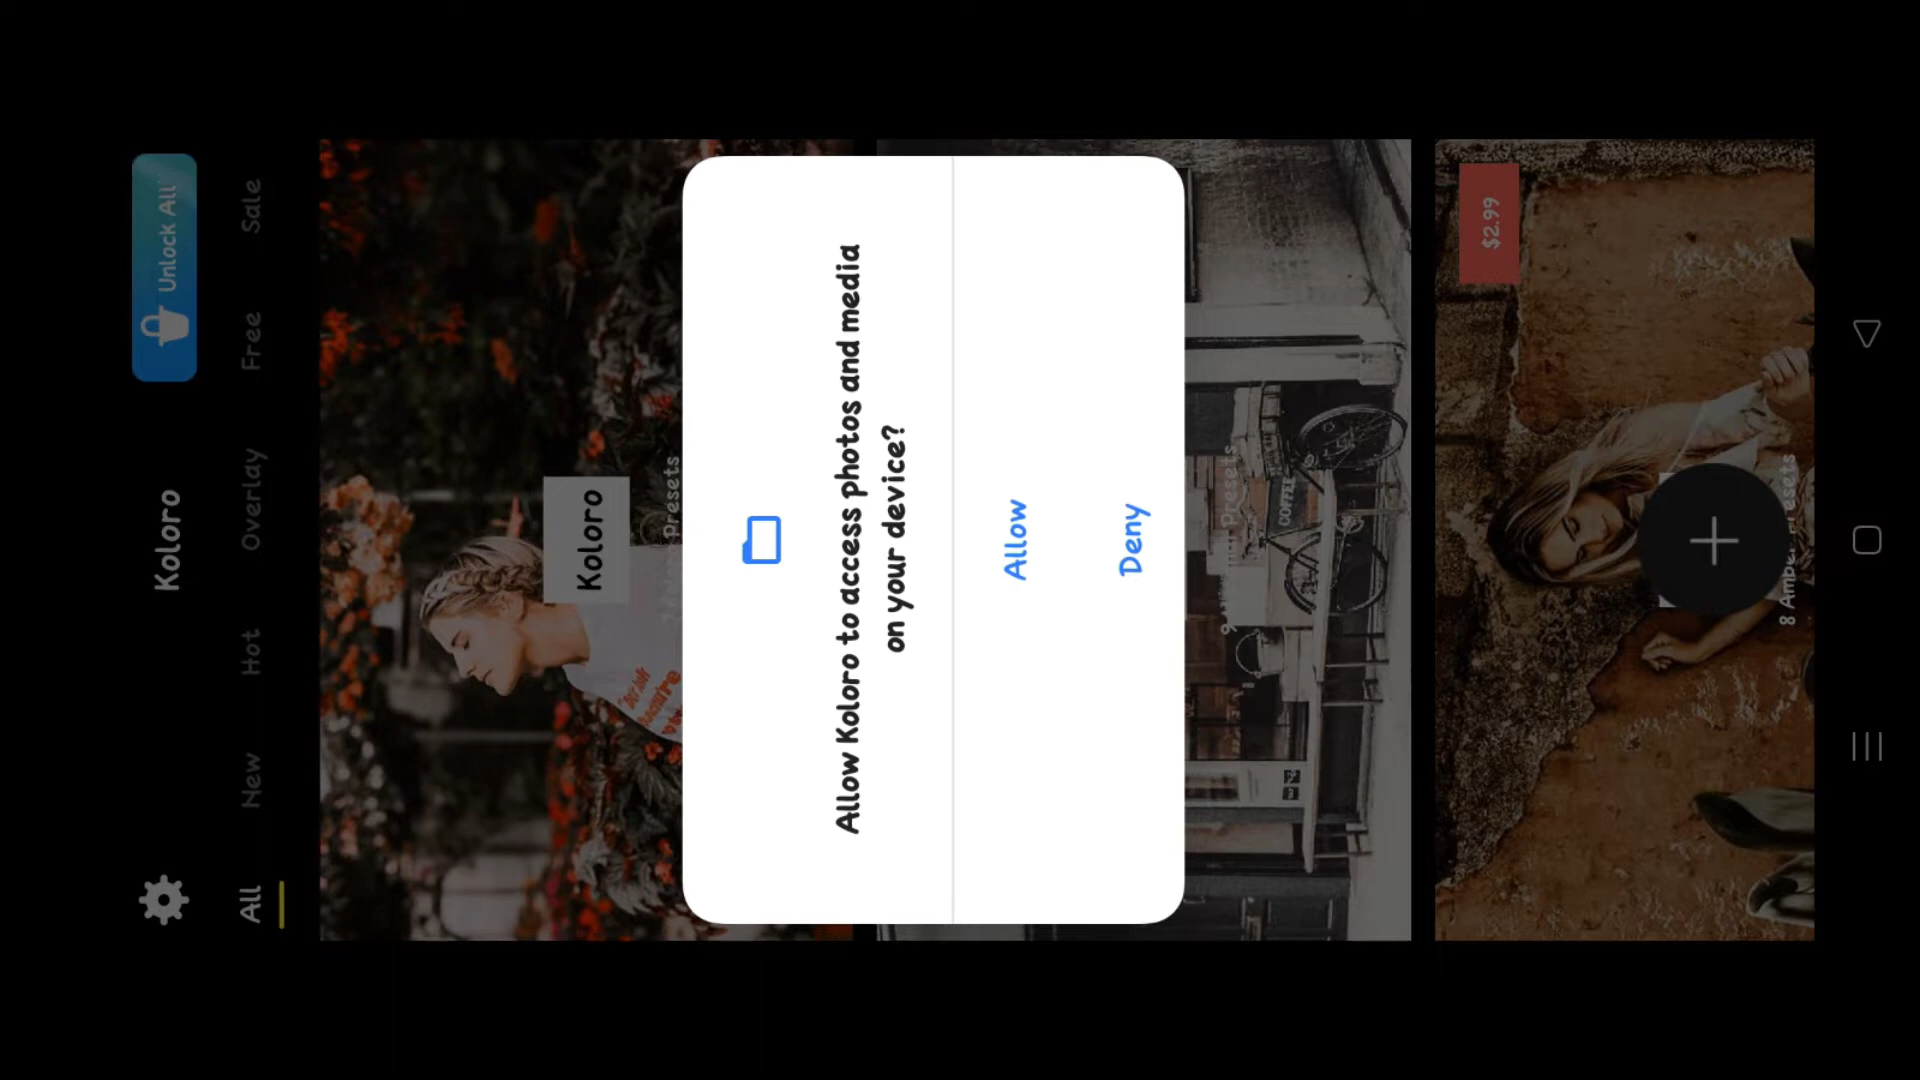 Koloro
Unlock All
All
New
Hot
Overlay
Free
Sale
Koloro
Presets
Allow Koloro to access photos and media
on your device?
Allow
Deny
9
Presets
COFFEE
$2.99
8 Amber Presets